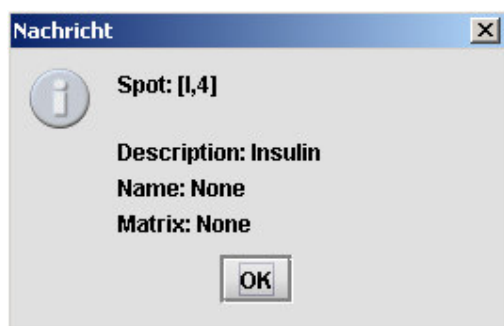 Nachricht
Spot: [I,4]
Description: Insulin
Name: None
Matrix: None
OK